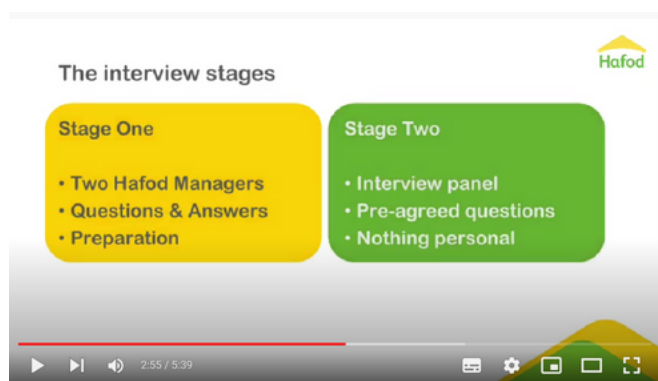 Hafod
The interview stages
Stage One
• Two Hafod Managers
• Questions & Answers
• Preparation
Stage Two
• Interview panel
• Pre-agreed questions
• Nothing personal
2:55 / 5:39